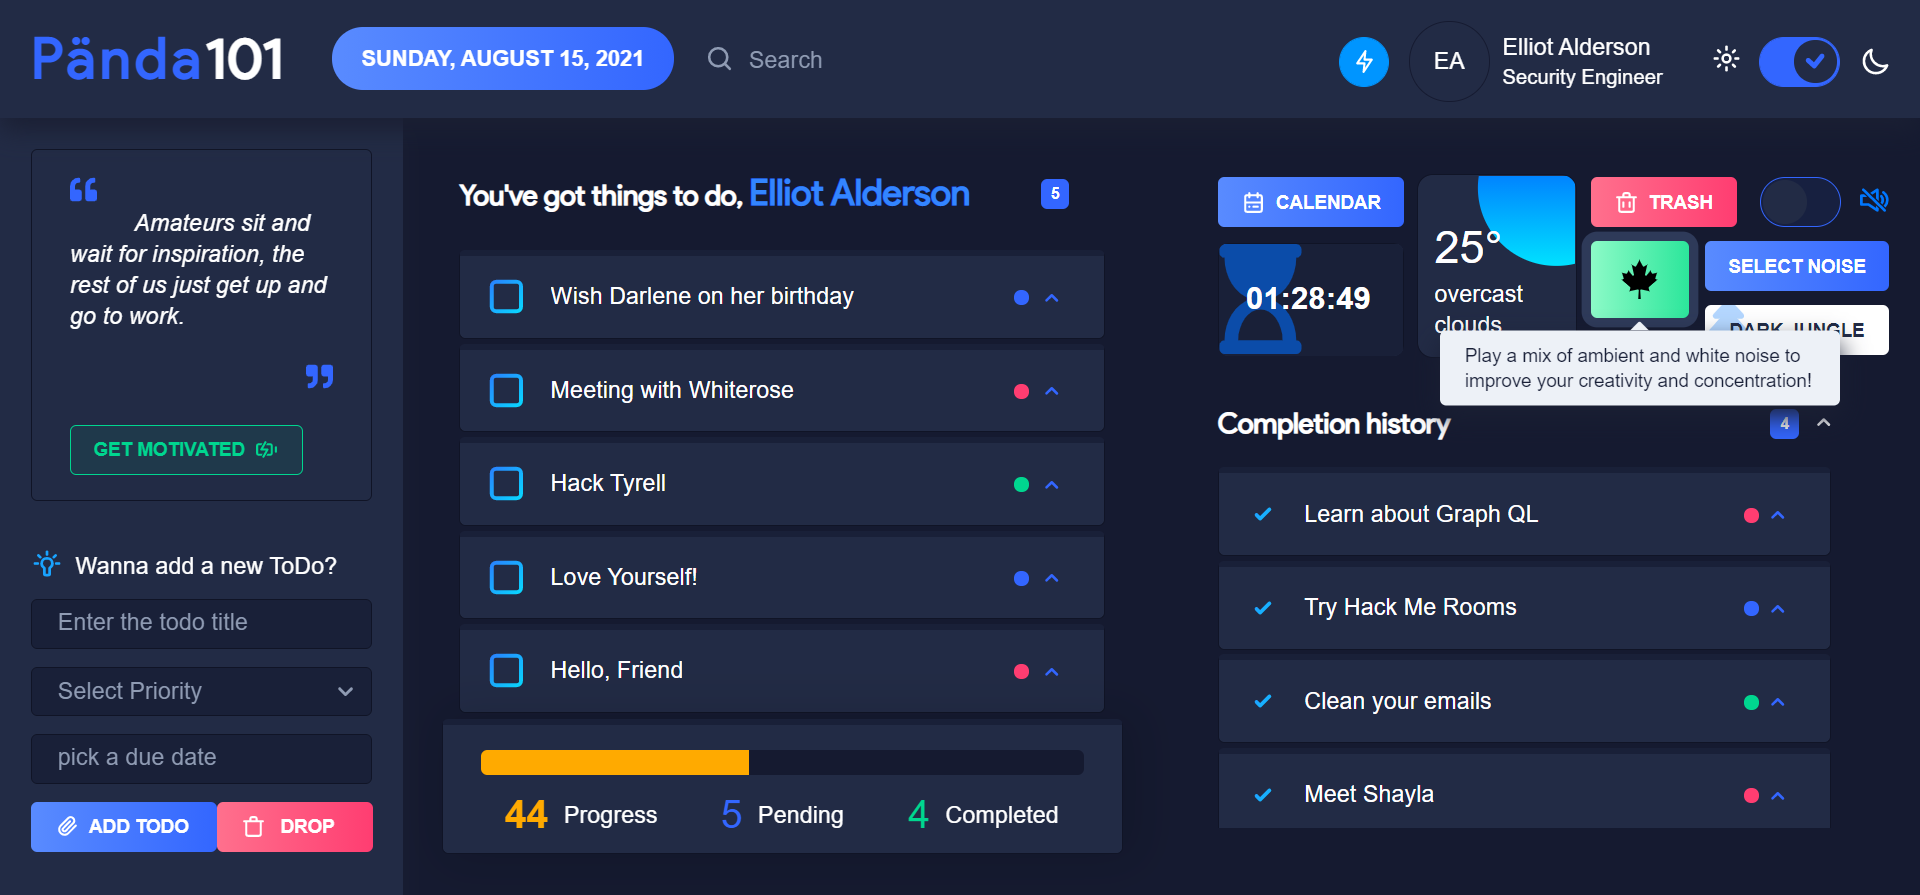 Pända101
SUNDAY, AUGUST 15, 2021
Search
EA
Elliot Alderson
Security Engineer
“
Amateurs sit and
wait for inspiration, the
rest of us just get up and
go to work.
”
GET MOTIVATED
Wanna add a new ToDo?
Enter the todo title
Select Priority
pick a due date
ADD TODO
DROP
You've got things to do, Elliot Alderson
5
Wish Darlene on her birthday
Meeting with Whiterose
Hack Tyrell
Love Yourself!
Hello, Friend
44 Progress
5 Pending
4 Completed
CALENDAR
01:28:49
25°
overcast
clouds
TRASH
SELECT NOISE
DARK JUNGLE
Play a mix of ambient and white noise to
improve your creativity and concentration!
Completion history
4
Learn about Graph QL
Try Hack Me Rooms
Clean your emails
Meet Shayla